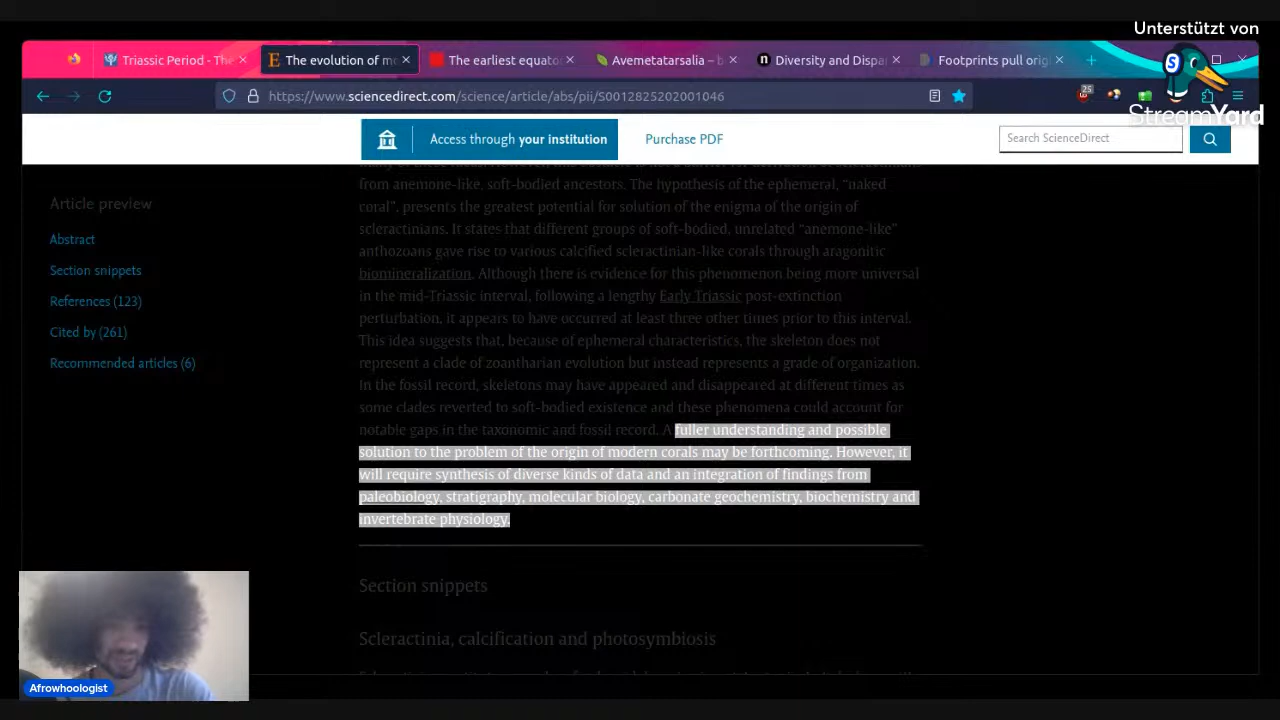 Unterstützt von
Triassic Period - The
The evolution of mo
The earliest equato
Avemetatarsalia – b
Diversity and Dispa
Footprints pull orig
https://www.sciencedirect.com/science/article/abs/pii/S0012825202001046
25
StreamYard
Access through your institution
Purchase PDF
Search ScienceDirect
Article preview
Abstract
Section snippets
References (123)
Cited by (261)
Recommended articles (6)
from anemone-like, soft-bodied ancestors. The hypothesis of the ephemeral, “naked
coral”, presents the greatest potential for solution of the enigma of the origin of
scleractinians. It states that different groups of soft-bodied, unrelated “anemone-like”
anthozoans gave rise to various calcified scleractinian-like corals through aragonitic
biomineralization. Although there is evidence for this phenomenon being more universal
in the mid-Triassic interval, following a lengthy Early Triassic post-extinction
perturbation, it appears to have occurred at least three other times prior to this interval.
This idea suggests that, because of ephemeral characteristics, the skeleton does not
represent a clade of zoantharian evolution but instead represents a grade of organization.
In the fossil record, skeletons may have appeared and disappeared at different times as
some clades reverted to soft-bodied existence and these phenomena could account for
notable gaps in the taxonomic and fossil record. A fuller understanding and possible
solution to the problem of the origin of modern corals may be forthcoming. However, it
will require synthesis of diverse kinds of data and an integration of findings from
paleobiology, stratigraphy, molecular biology, carbonate geochemistry, biochemistry and
invertebrate physiology.
Section snippets
Scleractinia, calcification and photosymbiosis
Afrowhoologist